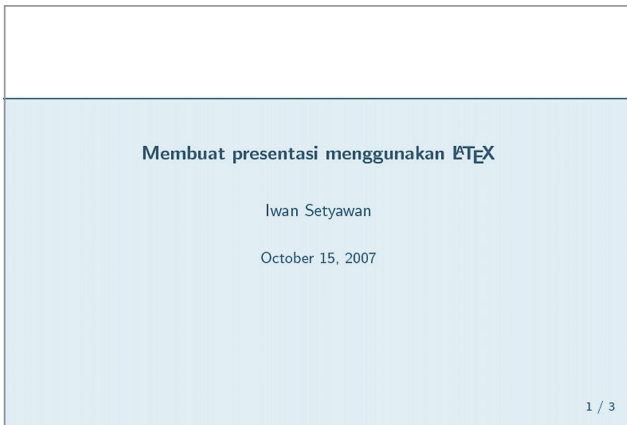 Membuat presentasi menggunakan LATEX
Iwan Setyawan
October 15, 2007
1 / 3